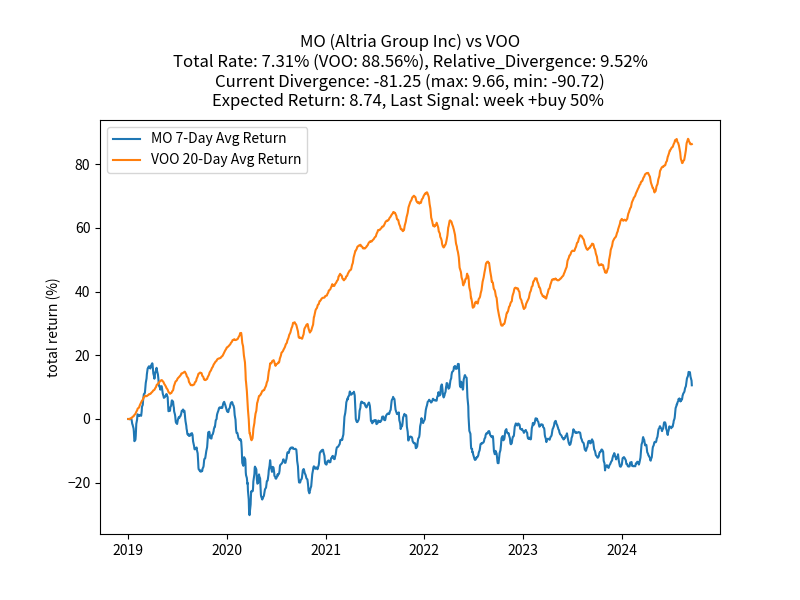 MO (Altria Group Inc) vs VOO
Total Rate: 7.31% (VOO: 88.56%), Relative_Divergence: 9.52%
Current Divergence: -81.25 (max: 9.66, min: -90.72)
Expected Return: 8.74, Last Signal: week +buy 50%
MO 7-Day Avg Return
VOO 20-Day Avg Return
total return (%)
80
60
40
20
0
−20
2019
2020
2021
2022
2023
2024